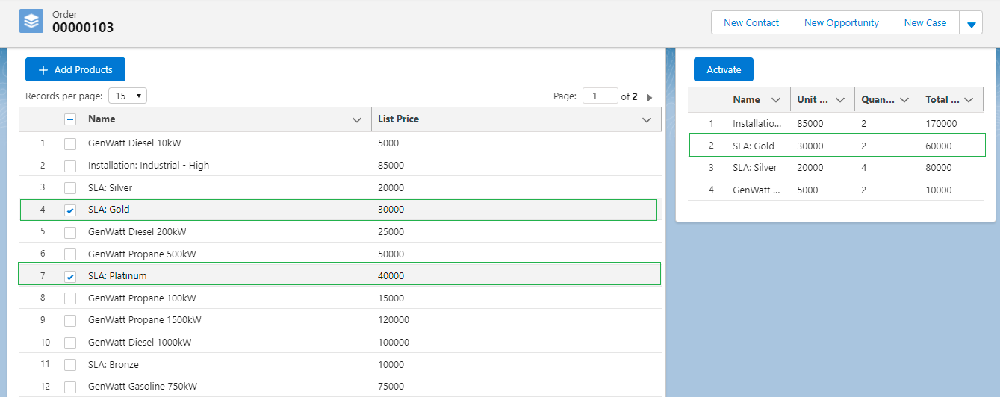 Order
00000103
New Contact New Opportunity New Case
Add Products
Records per page: 15
Page: 1 of 2
Name List Price
1 GenWatt Diesel 10kW 5000
2 Installation: Industrial - High 85000
3 SLA: Silver 20000
4 SLA: Gold 30000
5 GenWatt Diesel 200kW 25000
6 GenWatt Propane 500kW 50000
7 SLA: Platinum 40000
8 GenWatt Propane 100kW 15000
9 GenWatt Propane 1500kW 120000
10 GenWatt Diesel 1000kW 100000
11 SLA: Bronze 10000
12 GenWatt Gasoline 750kW 75000
Activate
Name Unit ... Quan... Total ...
1 Installatio... 85000 2 170000
2 SLA: Gold 30000 2 60000
3 SLA: Silver 20000 4 80000
4 GenWatt ... 5000 2 10000